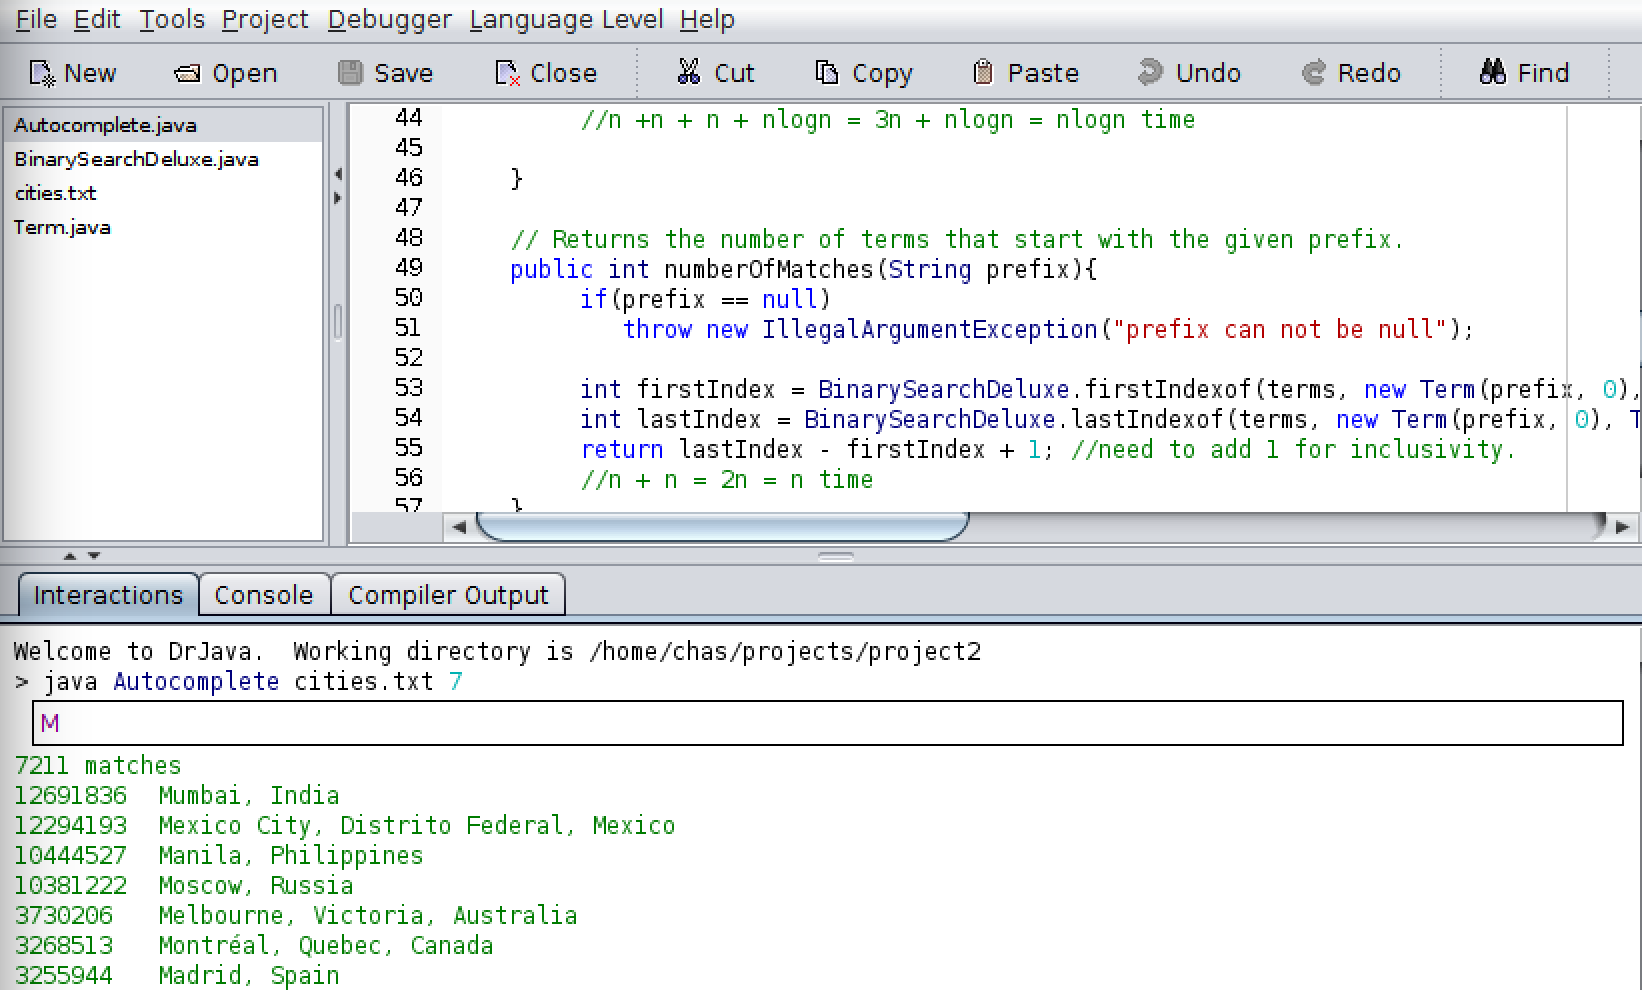 File Edit Tools Project Debugger Language Level Help
New Open Save Close Cut Copy Paste Undo Redo Find
Autocomplete.java
BinarySearchDeluxe.java
cities.txt
Term.java
44 //n +n + n + nlogn = 3n + nlogn = nlogn time
45
46 }
47
48 // Returns the number of terms that start with the given prefix.
49 public int numberOfMatches(String prefix){
50 if(prefix == null)
51 throw new IllegalArgumentException("prefix can not be null");
52
53 int firstIndex = BinarySearchDeluxe.firstIndexof(terms, new Term(prefix, 0),
54 int lastIndex = BinarySearchDeluxe.lastIndexof(terms, new Term(prefix, 0), T
55 return lastIndex - firstIndex + 1; //need to add 1 for inclusivity.
56 //n + n = 2n = n time
57 }
Interactions Console Compiler Output
Welcome to DrJava. Working directory is /home/chas/projects/project2
> java Autocomplete cities.txt 7
M
7211 matches
12691836 Mumbai, India
12294193 Mexico City, Distrito Federal, Mexico
10444527 Manila, Philippines
10381222 Moscow, Russia
3730206 Melbourne, Victoria, Australia
3268513 Montréal, Quebec, Canada
3255944 Madrid, Spain